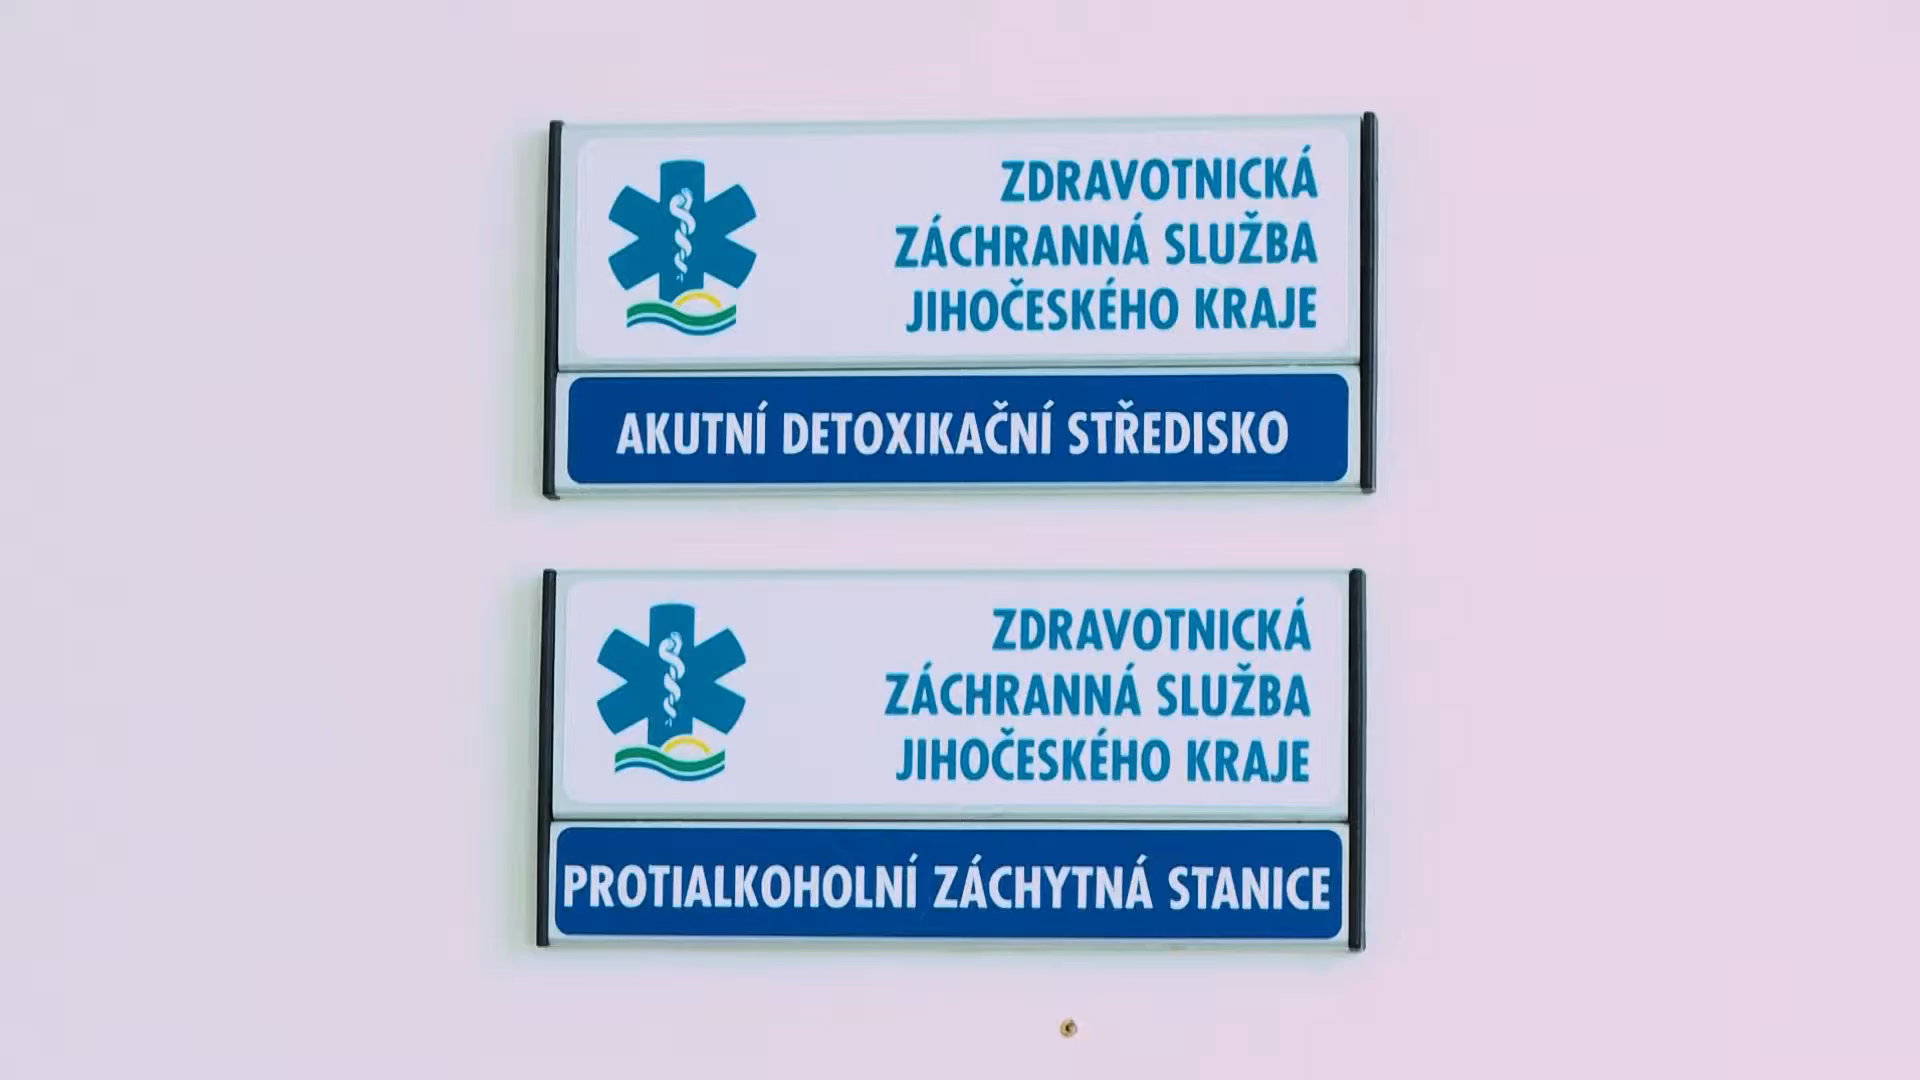 ZDRAVOTNICKÁ
ZÁCHRANNÁ SLUŽBA
JIHOČESKÉHO KRAJE
AKUTNÍ DETOXIKAČNÍ STŘEDISKO
ZDRAVOTNICKÁ
ZÁCHRANNÁ SLUŽBA
JIHOČESKÉHO KRAJE
PROTIALKOHOLNÍ ZÁCHYTNÁ STANICE